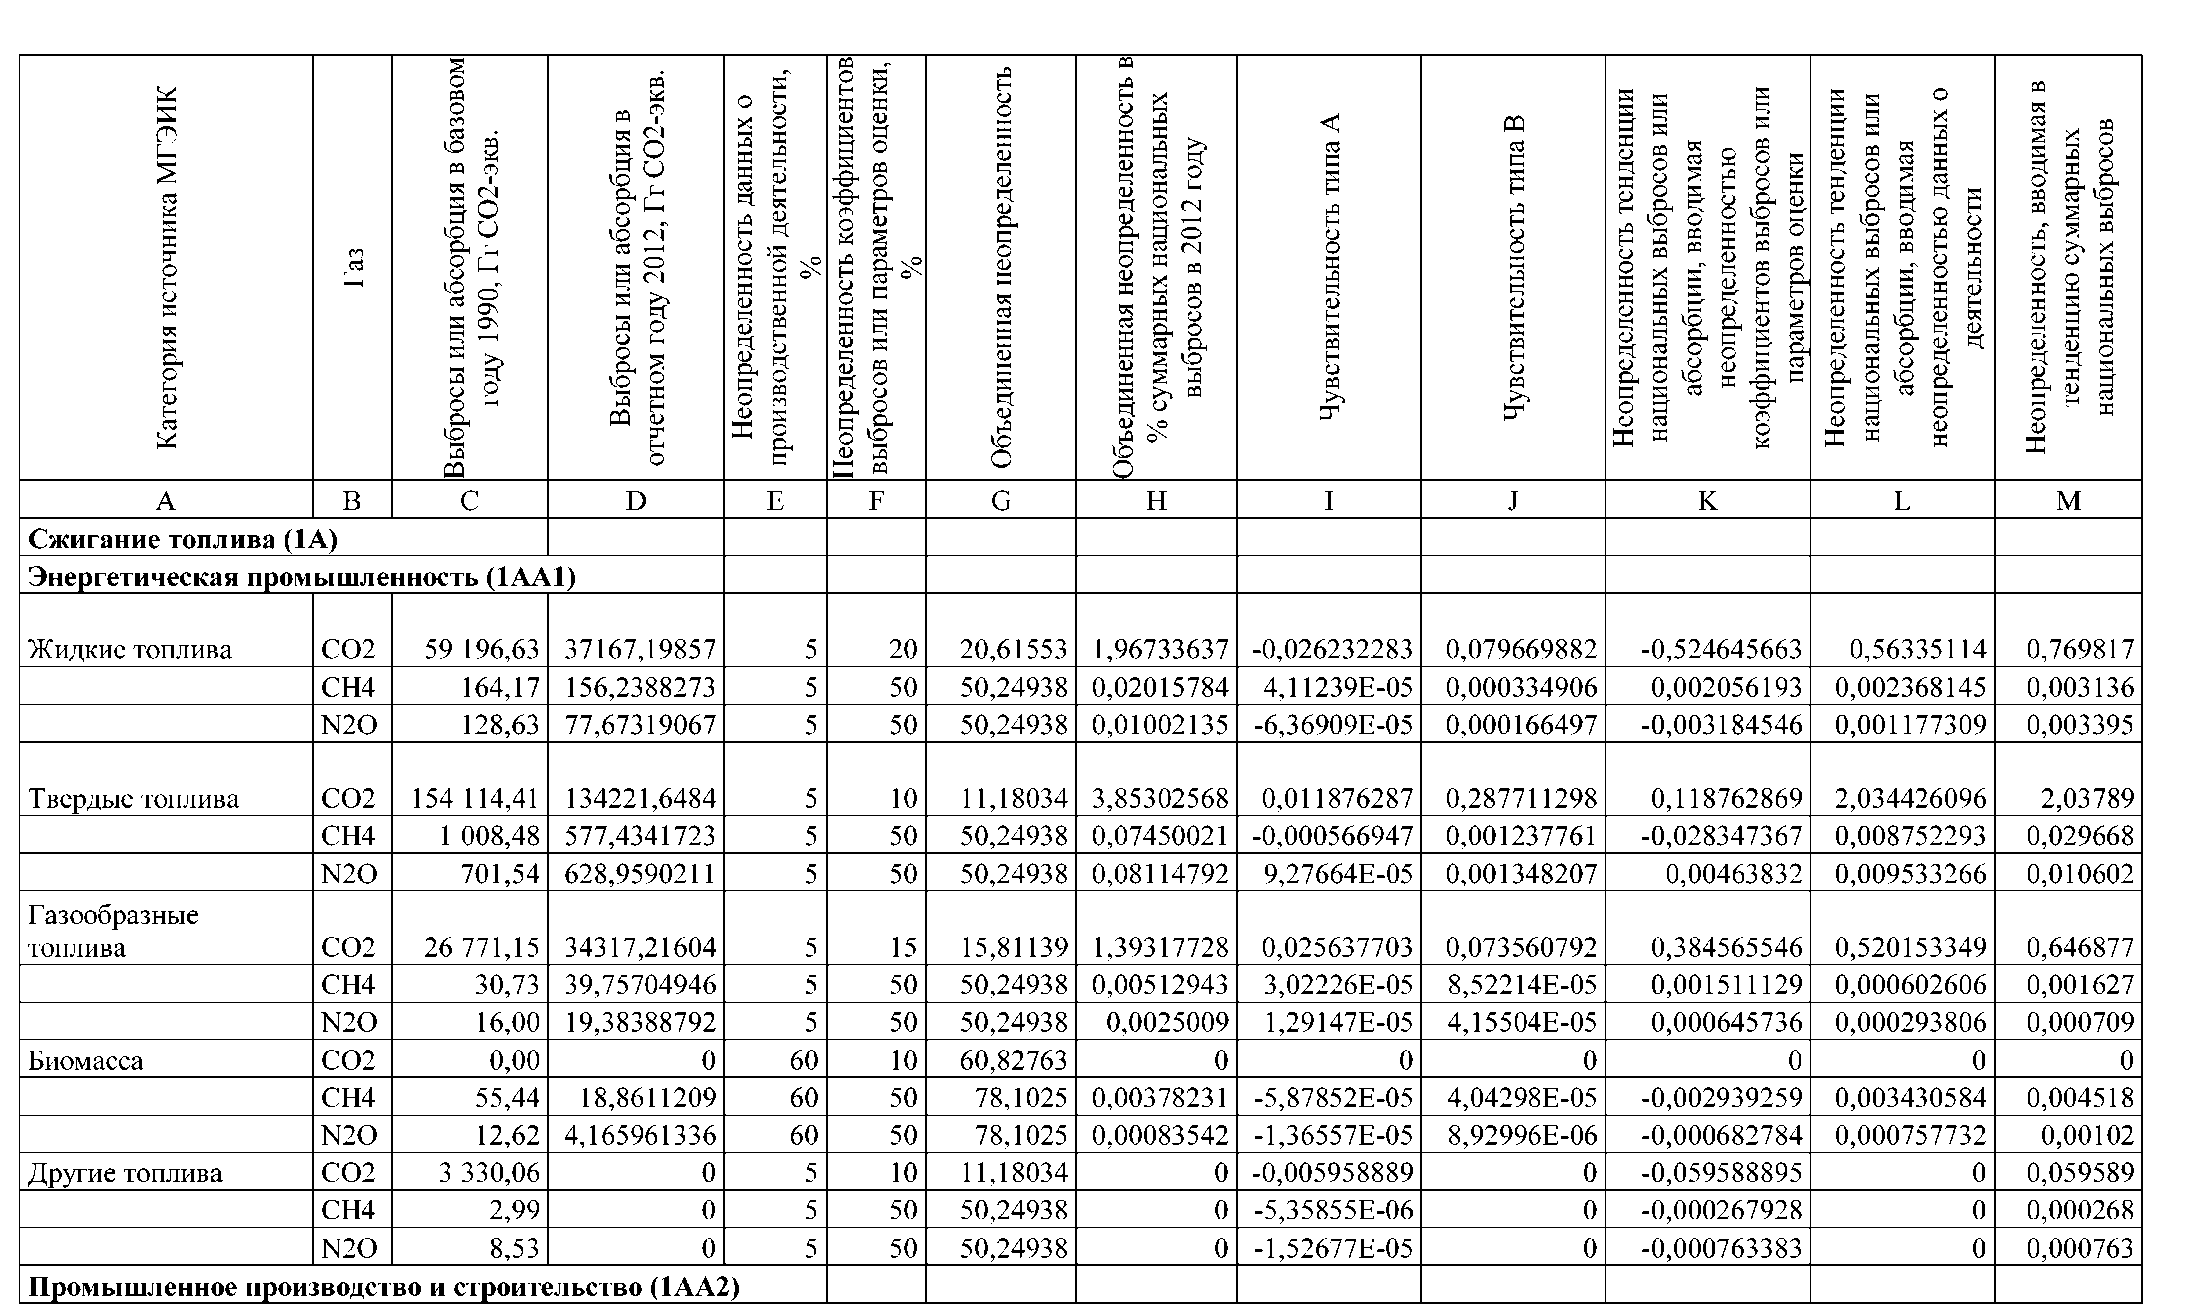 Категория источника МГЭИК
Газ
Выбросы или абсорбция в базовом
году 1990, Гг СО2-экв.
Выбросы или абсорбция в
отчетном году 2012, Гг СО2-экв.
Неопределенность данных о
производственной деятельности,
%
Неопределенность коэффициентов
выбросов или параметров оценки,
%
Объединенная неопределенность
Объединенная неопределенность в
% суммарных национальных
выбросов в 2012 году
Чувствительность типа А
Чувствительность типа В
Неопределенность тенденции
национальных выбросов или
абсорбции, вводимая
неопределенностью
коэффициентов выбросов или
параметров оценки
Неопределенность тенденции
национальных выбросов или
абсорбции, вводимая
неопределенностью данных о
деятельности
Неопределенность, вводимая в
тенденцию суммарных
национальных выбросов
A B C D E F G H I J K L M
Сжигание топлива (1А)
Энергетическая промышленность (1АА1)
Жидкие топлива CO2 59 196,63 37167,19857 5 20 20,61553 1,96733637 -0,026232283 0,079669882 -0,524645663 0,56335114 0,769817
CH4 164,17 156,2388273 5 50 50,24938 0,02015784 4,11239E-05 0,000334906 0,002056193 0,002368145 0,003136
N2O 128,63 77,67319067 5 50 50,24938 0,01002135 -6,36909E-05 0,000166497 -0,003184546 0,001177309 0,003395
Твердые топлива CO2 154 114,41 134221,6484 5 10 11,18034 3,85302568 0,011876287 0,287711298 0,118762869 2,034426096 2,03789
CH4 1 008,48 577,4341723 5 50 50,24938 0,07450021 -0,000566947 0,001237761 -0,028347367 0,008752293 0,029668
N2O 701,54 628,9590211 5 50 50,24938 0,08114792 9,27664E-05 0,001348207 0,00463832 0,009533266 0,010602
Газообразные
топлива CO2 26 771,15 34317,21604 5 15 15,81139 1,39317728 0,025637703 0,073560792 0,384565546 0,520153349 0,646877
CH4 30,73 39,75704946 5 50 50,24938 0,00512943 3,02226E-05 8,52214E-05 0,001511129 0,000602606 0,001627
N2O 16,00 19,38388792 5 50 50,24938 0,0025009 1,29147E-05 4,15504E-05 0,000645736 0,000293806 0,000709
Биомасса CO2 0,00 0 60 10 60,82763 0 0 0 0 0 0
CH4 55,44 18,8611209 60 50 78,1025 0,00378231 -5,87852E-05 4,04298E-05 -0,002939259 0,003430584 0,004518
N2O 12,62 4,165961336 60 50 78,1025 0,00083542 -1,36557E-05 8,92996E-06 -0,000682784 0,000757732 0,00102
Другие топлива CO2 3 330,06 0 5 10 11,18034 0 -0,005958889 0 -0,059588895 0 0,059589
CH4 2,99 0 5 50 50,24938 0 -5,35855E-06 0 -0,000267928 0 0,000268
N2O 8,53 0 5 50 50,24938 0 -1,52677E-05 0 -0,000763383 0 0,000763
Промышленное производство и строительство (1АА2)